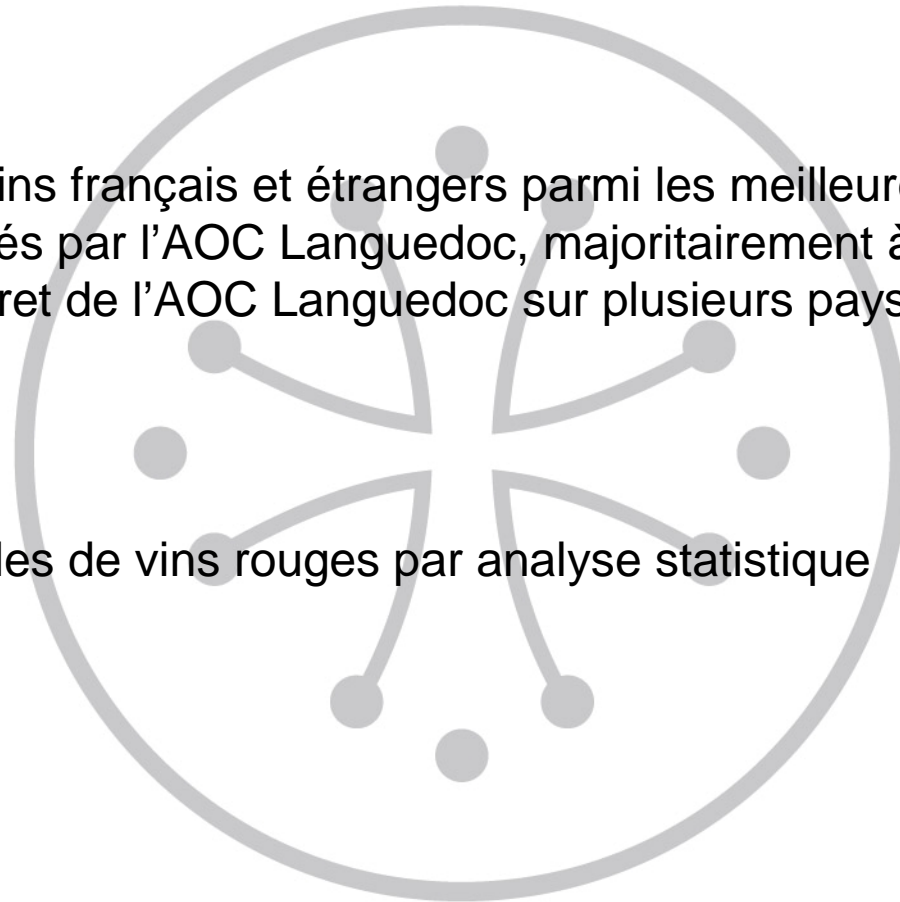 ins français et étrangers parmi les meilleure
és par l’AOC Languedoc, majoritairement à
ret de l’AOC Languedoc sur plusieurs pays
les de vins rouges par analyse statistique